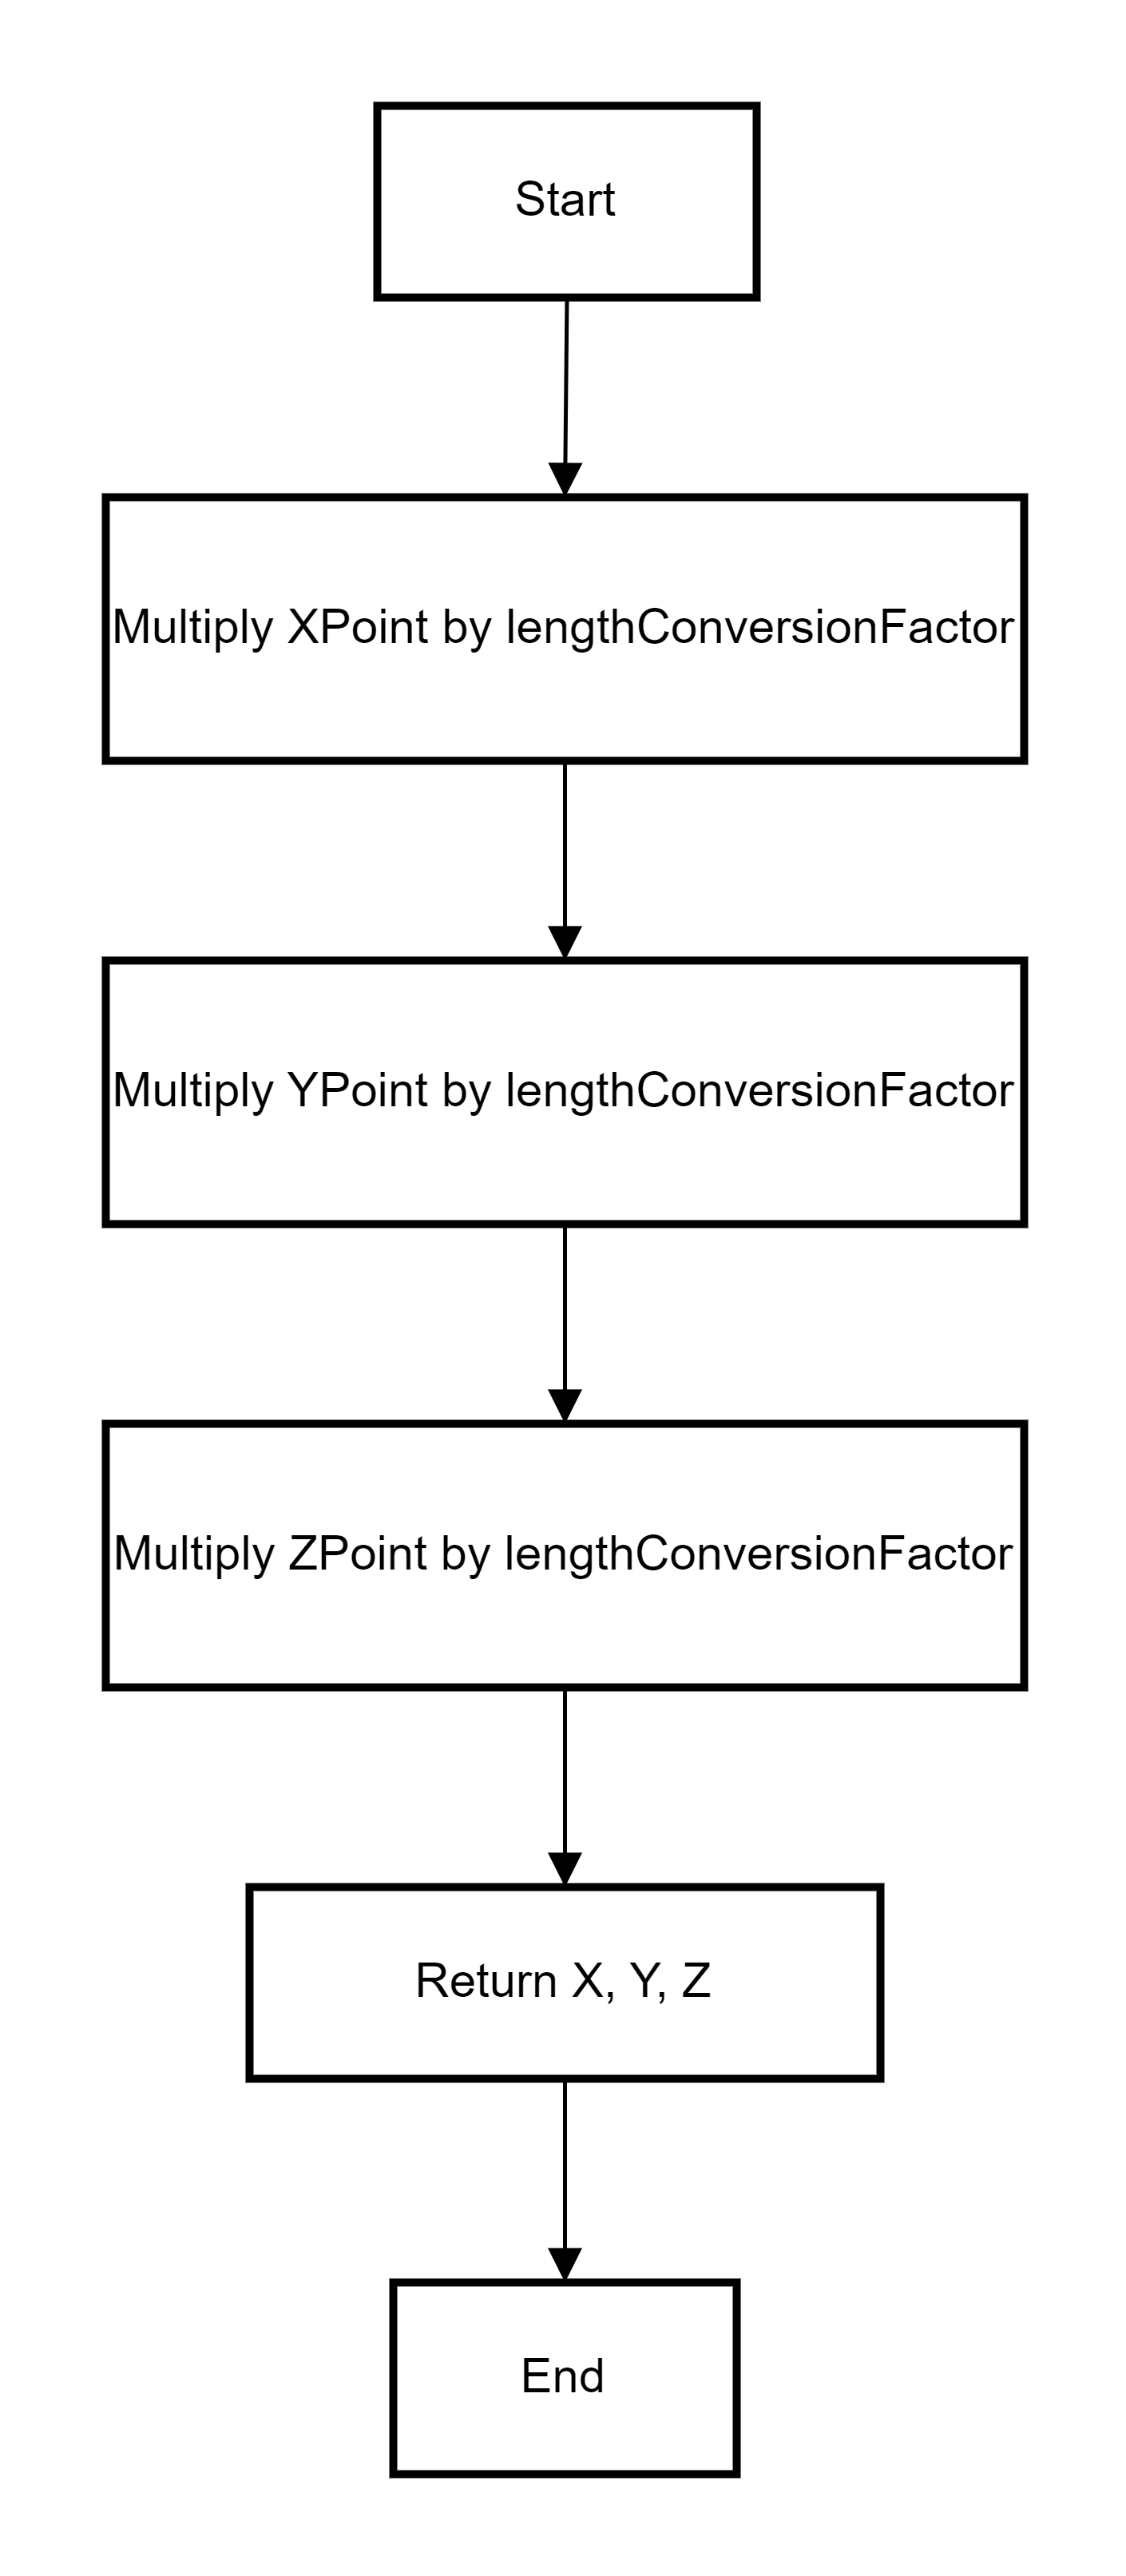 Start
Multiply XPoint by lengthConversionFactor
Multiply YPoint by lengthConversionFactor
Multiply ZPoint by lengthConversionFactor
Return X, Y, Z
End